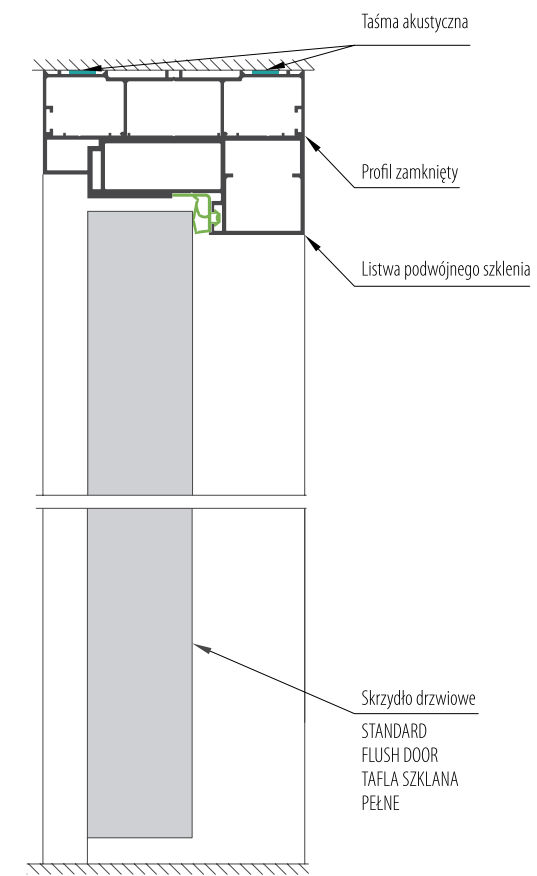 Taśma akustyczna
Profil zamknięty
Listwa podwójnego szklenia
Skrzydło drzwiowe
STANDARD
FLUSH DOOR
TAFLA SZKLANA
PEŁNE